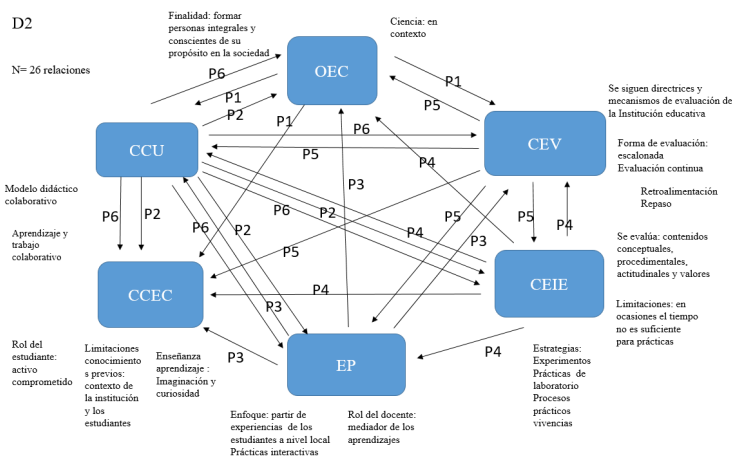 D2
N= 26 relaciones
Finalidad: formar
personas integrales y
conscientes de su
propósito en la sociedad
Ciencia: en
contexto
OEC
P6
P1
P2
P1
P1
P5
Se siguen directrices y
mecanismos de evaluación de
la Institución educativa
CCU
CEV
P6
P5
P4
P3
Forma de evaluación:
escalonada
Evaluación continua
Retroalimentación
Repaso
Modelo didáctico
colaborativo
Aprendizaje y
trabajo
colaborativo
P6
P2
P6
P2
P6
P2
P4
P5
P3
P5
P4
P5
Se evalúa: contenidos
conceptuales,
procedimentales,
actitudinales y valores
CCEC
CEIE
P4
P3
Limitaciones: en
ocasiones el tiempo
no es suficiente
para prácticas
Rol del
estudiante:
activo
comprometido
Limitaciones
conocimiento
s previos:
contexto de
la institución
y los
estudiantes
Enseñanza
aprendizaje :
Imaginación y
curiosidad
P3
EP
P4
Estrategias:
Experimentos
Prácticas de
laboratorio
Procesos
prácticos
vivencias
Enfoque: partir de
experiencias de los
estudiantes a nivel local
Prácticas interactivas
Rol del docente:
mediador de los
aprendizajes